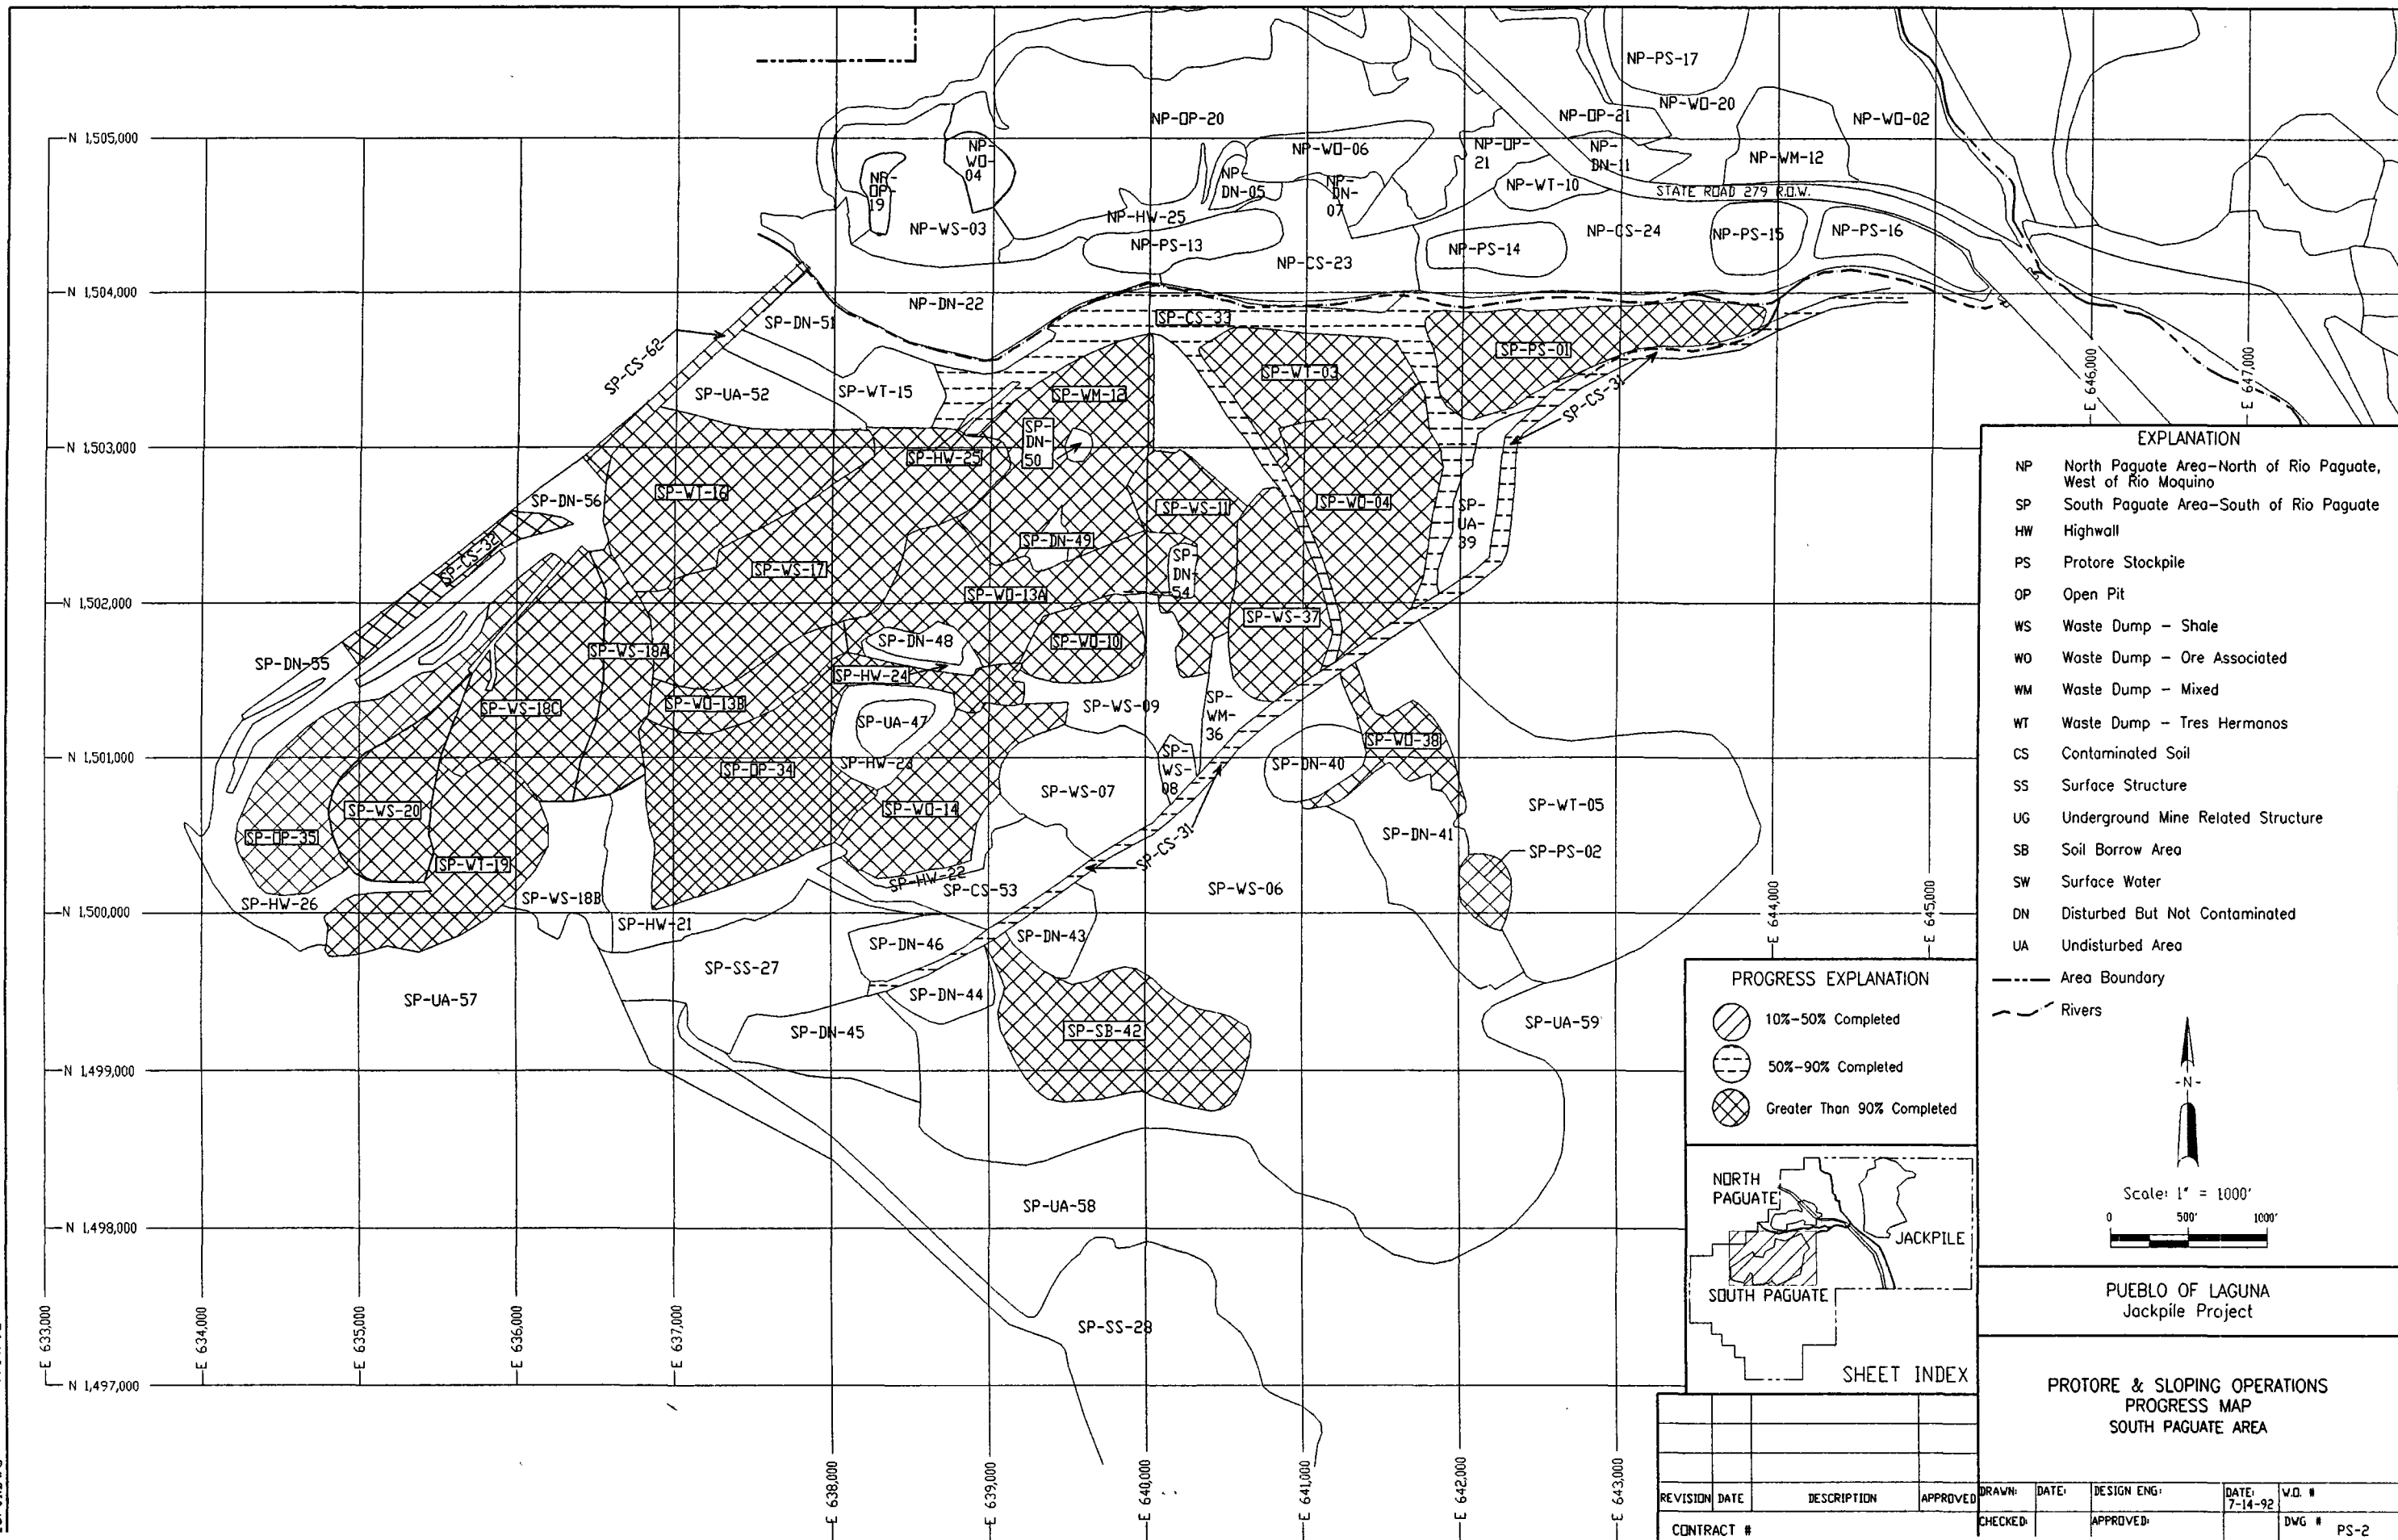 NP-PS-17
NP-OP-20
NP-OP-21
NP-WO-20
NP-WO-02
N 1,505,000
NP-
WO-
04
NP-WO-06
NP-OP-
21
NP-
DN-11
NP-WM-12
NP-
OP-
19
NP-
DN-05
NP-
DN-
07
NP-WT-10
STATE ROAD 279 R.O.W.
NP-HW-25
NP-WS-03
NP-PS-13
NP-PS-14
NP-CS-24
NP-PS-15
NP-PS-16
NP-CS-23
N 1,504,000
NP-DN-22
SP-DN-51
SP-CS-33
SP-CS-62
SP-PS-01
SP-WT-03
SP-UA-52
SP-WT-15
SP-WM-12
SP-CS-31
E 646,000
E 647,000
N 1,503,000
SP-
DN-
50
SP-HW-25
SP-WT-16
SP-DN-56
SP-WS-11
SP-WO-04
SP-
UA-
39
SP-CS-32
SP-DN-49
SP-WS-17
SP-
DN-
54
N 1,502,000
SP-WO-13A
SP-WS-37
SP-DN-48
SP-WO-10
SP-WS-18A
SP-DN-55
SP-HW-24
SP-WO-13B
SP-WS-18C
SP-UA-47
SP-WS-09
SP-
WM-
36
SP-WO-38
N 1,501,000
SP-HW-23
SP-OP-34
SP-
WS-
08
SP-DN-40
SP-WS-07
SP-WS-20
SP-WO-14
SP-WT-05
SP-OP-35
SP-DN-41
SP-CS-31
SP-PS-02
SP-WT-19
SP-HW-22
SP-CS-53
SP-WS-06
SP-HW-26
SP-WS-18B
N 1,500,000
E 644,000
E 645,000
SP-HW-21
SP-DN-46
SP-DN-43
SP-SS-27
SP-UA-57
SP-DN-44
SP-DN-45
SP-SB-42
SP-UA-59
N 1,499,000
SP-UA-58
N 1,498,000
SP-SS-28
N 1,497,000
E 633,000
E 634,000
E 635,000
E 636,000
E 637,000
E 638,000
E 639,000
E 640,000
E 641,000
E 642,000
E 643,000
EXPLANATION
NP North Paguate Area-North of Rio Paguate,
West of Rio Moquino
SP South Paguate Area-South of Rio Paguate
HW Highwall
PS Protore Stockpile
OP Open Pit
WS Waste Dump - Shale
WO Waste Dump - Ore Associated
WM Waste Dump - Mixed
WT Waste Dump - Tres Hermanos
CS Contaminated Soil
SS Surface Structure
UG Underground Mine Related Structure
SB Soil Borrow Area
SW Surface Water
DN Disturbed But Not Contaminated
UA Undisturbed Area
Area Boundary
Rivers
-N-
Scale: 1" = 1000'
0 500' 1000'
PROGRESS EXPLANATION
10%-50% Completed
50%-90% Completed
Greater Than 90% Completed
NORTH
PAGUATE
JACKPILE
SOUTH PAGUATE
SHEET INDEX
PUEBLO OF LAGUNA
Jackpile Project
PROTORE & SLOPING OPERATIONS
PROGRESS MAP
SOUTH PAGUATE AREA
REVISION DATE DESCRIPTION APPROVED
CONTRACT #
DRAWN: DATE: DESIGN ENG: DATE: 7-14-92 W.O. #
CHECKED: APPROVED: DWG # PS-2